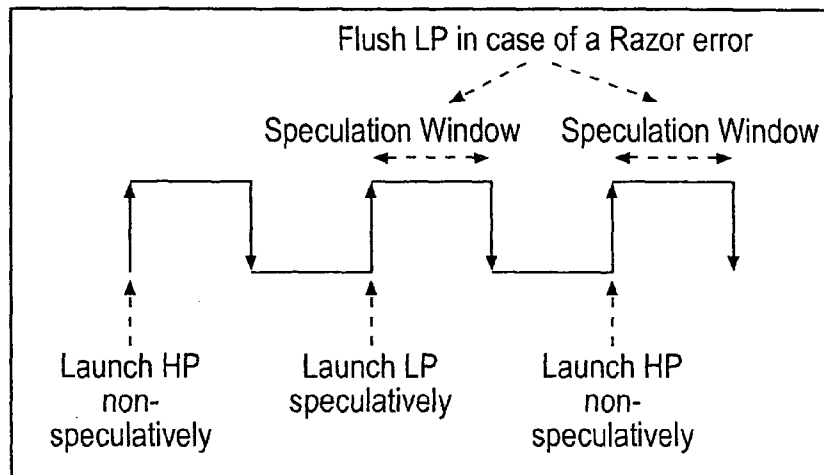 Flush LP in case of a Razor error
Speculation Window Speculation Window
Launch HP Launch LP Launch HP
non- speculatively non-
speculatively speculatively